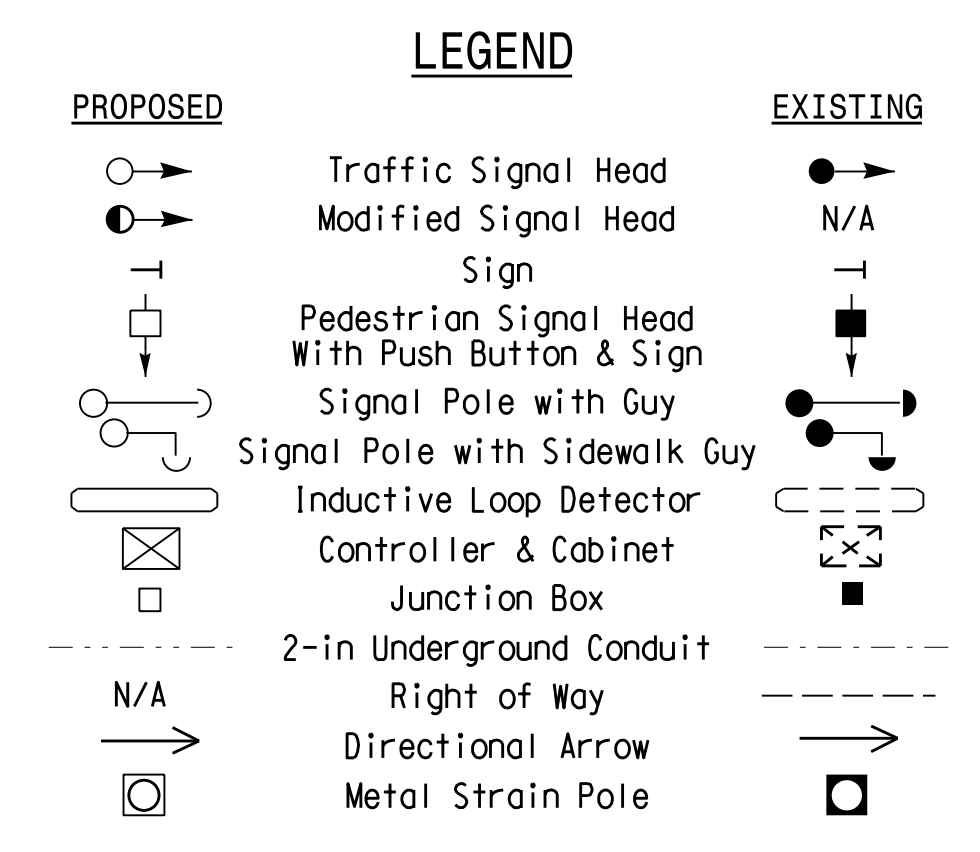 LEGEND
PROPOSED EXISTING
Traffic Signal Head
Modified Signal Head N/A
Sign
Pedestrian Signal Head
With Push Button & Sign
Signal Pole with Guy
Signal Pole with Sidewalk Guy
Inductive Loop Detector
Controller & Cabinet
Junction Box
2-in Underground Conduit
N/A Right of Way
Directional Arrow
Metal Strain Pole